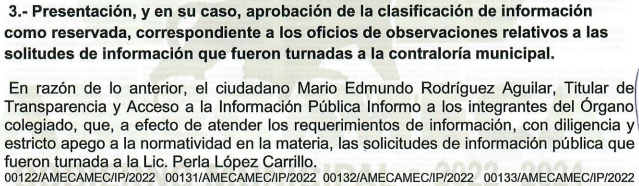 3.- Presentación, y en su caso, aprobación de la clasificación de información
como reservada, correspondiente a los oficios de observaciones relativos a las
solitudes de información que fueron turnadas a la contraloría municipal.
En razón de lo anterior, el ciudadano Mario Edmundo Rodríguez Aguilar, Titular de
Transparencia y Acceso a la Información Pública Informo a los integrantes del Órgano
colegiado, que, a efecto de atender los requerimientos de información, con diligencia y
estricto apego a la normatividad en la materia, las solicitudes de información pública que
fueron turnada a la Lic. Perla López Carrillo.
00122/AMECAMEC/IP/2022 00131/AMECAMEC/IP/2022 00132/AMECAMEC/IP/2022 00133/AMECAMEC/IP/2022